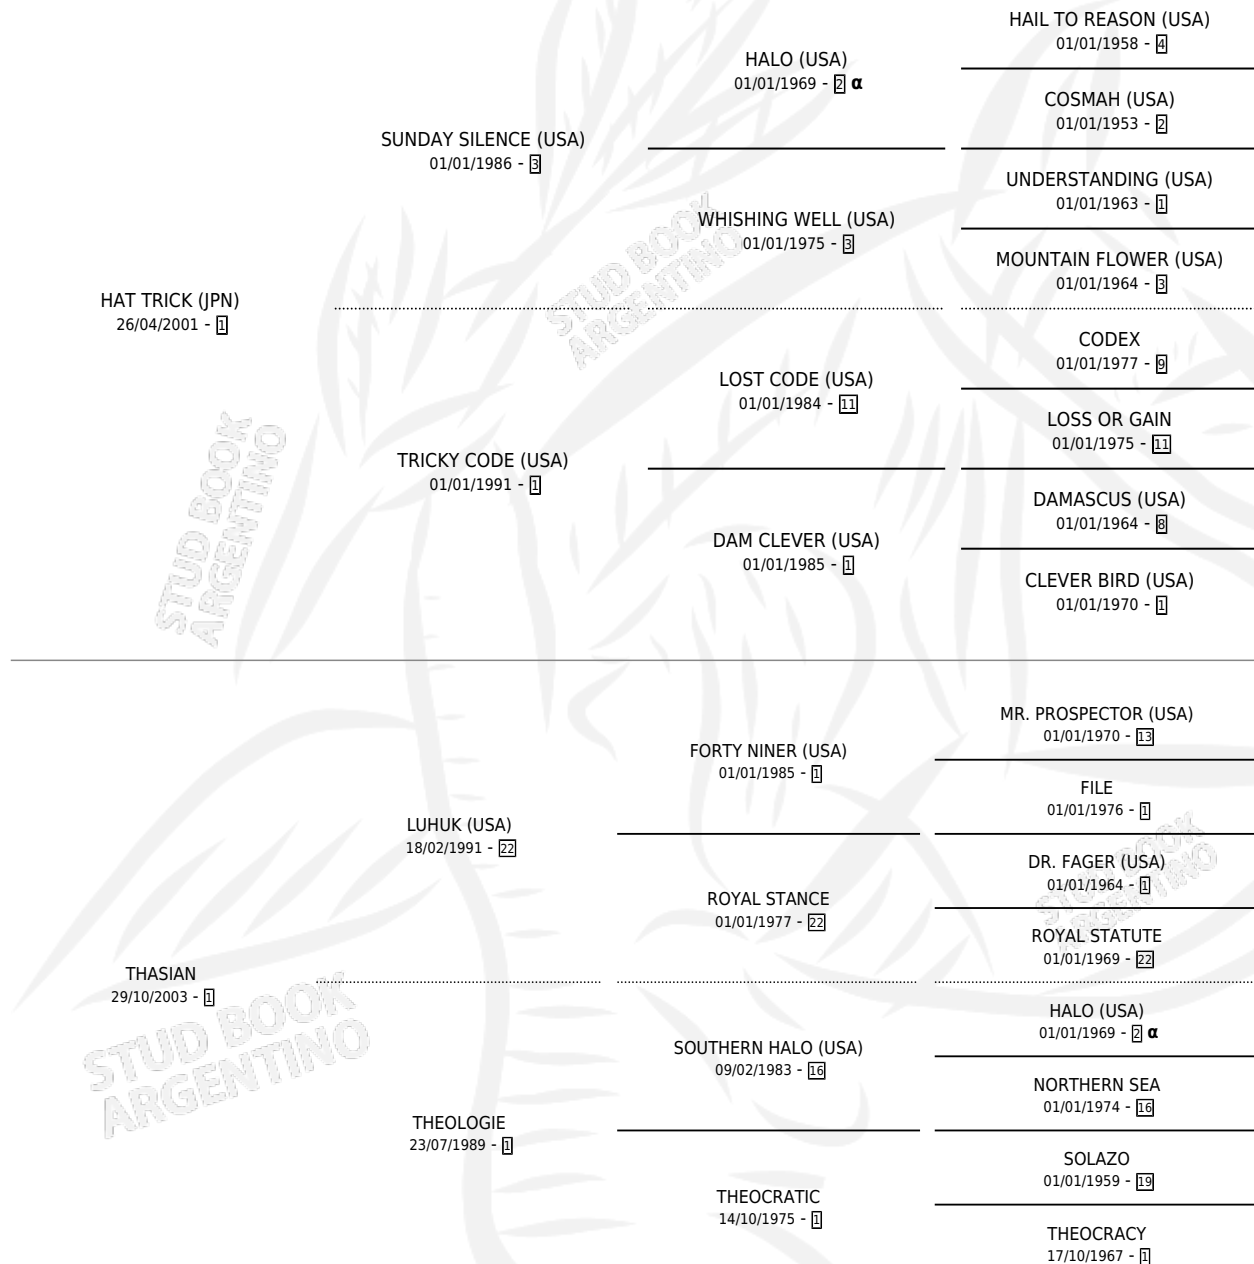 HAIL TO REASON (USA)
01/01/1958 - 4
HALO (USA)
01/01/1969 - 2 α
COSMAH (USA)
01/01/1953 - 2
SUNDAY SILENCE (USA)
01/01/1986 - 3
UNDERSTANDING (USA)
01/01/1963 - 1
WHISHING WELL (USA)
01/01/1975 - 3
MOUNTAIN FLOWER (USA)
01/01/1964 - 3
HAT TRICK (JPN)
26/04/2001 - 1
CODEX
01/01/1977 - 9
LOST CODE (USA)
01/01/1984 - 11
LOSS OR GAIN
01/01/1975 - 11
TRICKY CODE (USA)
01/01/1991 - 1
DAMASCUS (USA)
01/01/1964 - 8
DAM CLEVER (USA)
01/01/1985 - 1
CLEVER BIRD (USA)
01/01/1970 - 1
MR. PROSPECTOR (USA)
01/01/1970 - 13
FORTY NINER (USA)
01/01/1985 - 1
FILE
01/01/1976 - 1
LUHUK (USA)
18/02/1991 - 22
DR. FAGER (USA)
01/01/1964 - 1
ROYAL STANCE
01/01/1977 - 22
ROYAL STATUTE
01/01/1969 - 22
THASIAN
29/10/2003 - 1
HALO (USA)
01/01/1969 - 2 α
SOUTHERN HALO (USA)
09/02/1983 - 16
NORTHERN SEA
01/01/1974 - 16
THEOLOGIE
23/07/1989 - 1
SOLAZO
01/01/1959 - 19
THEOCRATIC
14/10/1975 - 1
THEOCRACY
17/10/1967 - 1
STUD BOOK
ARGENTINO
STUD BOOK
ARGENTINO
STUD BOOK
ARGENTINO
STUD BOOK
ARGENTINO